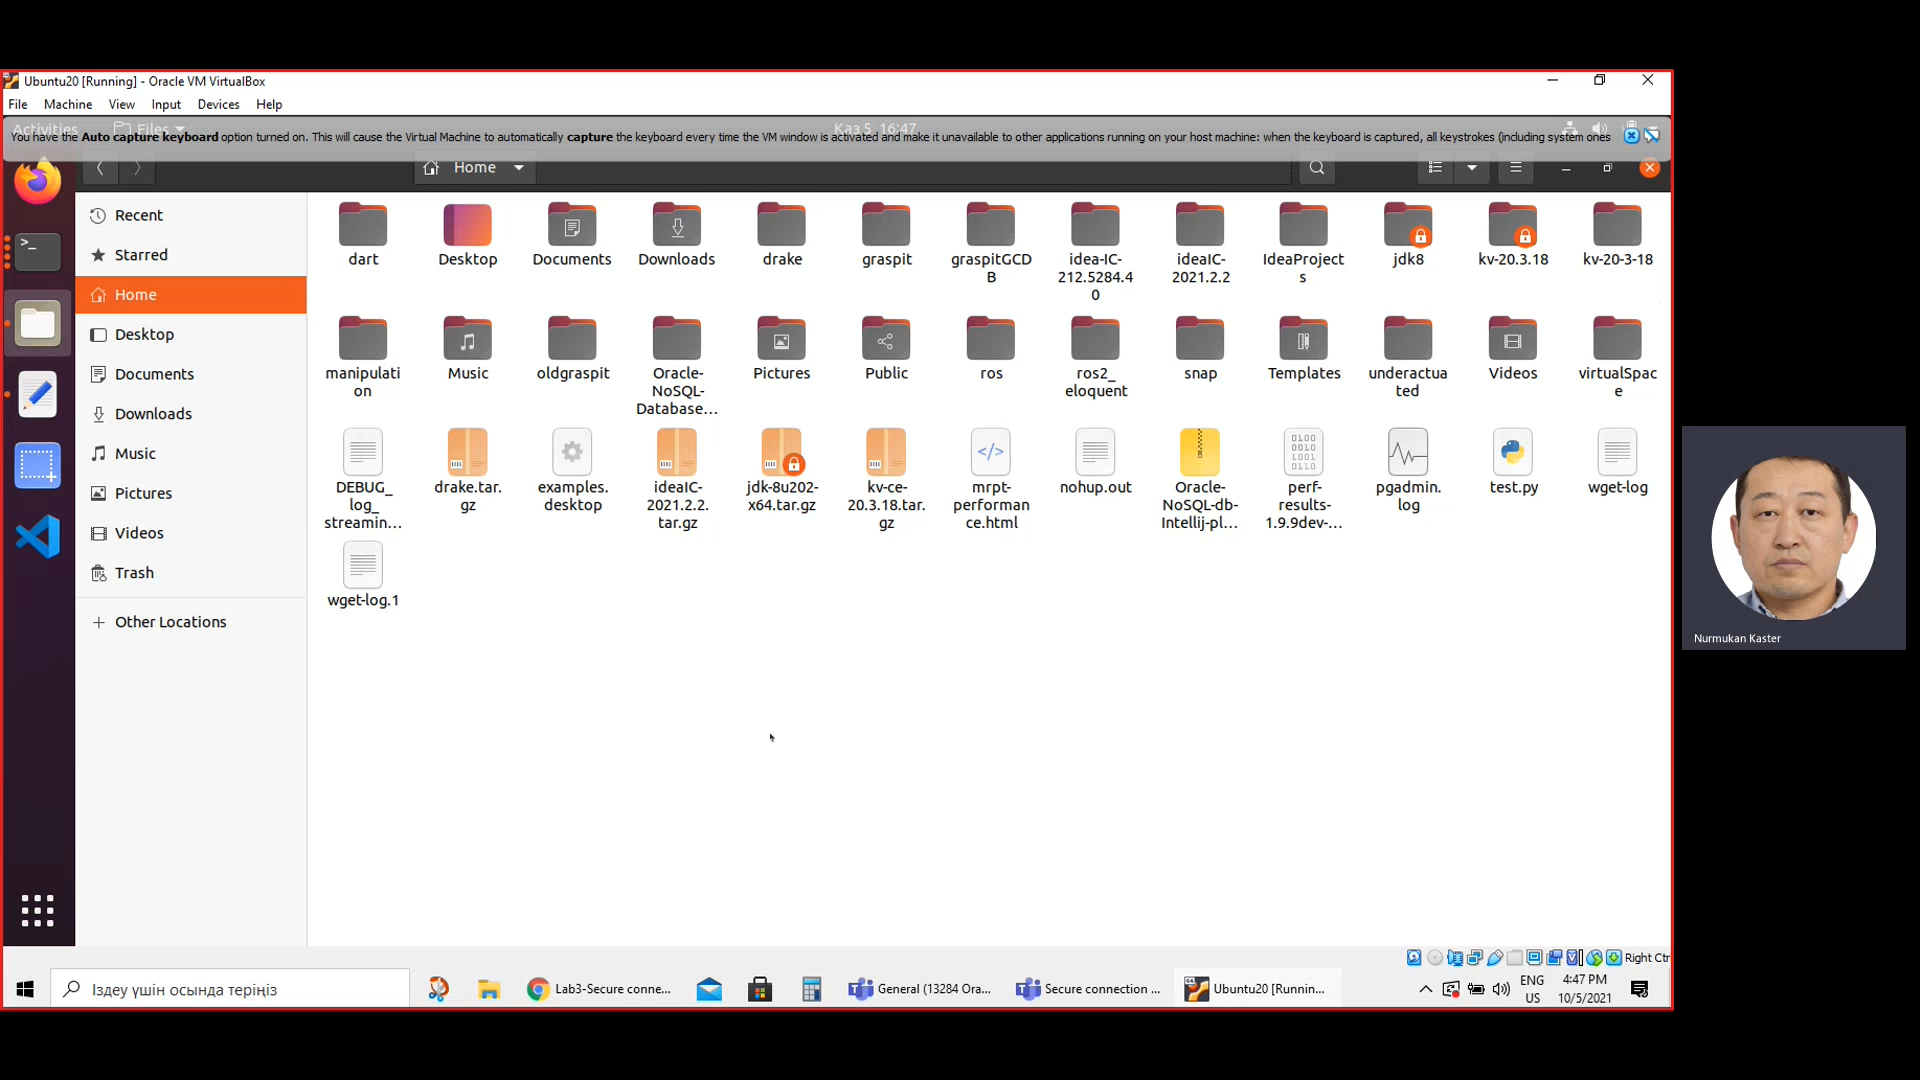 Ubuntu20 [Running] - Oracle VM VirtualBox
File Machine View Input Devices Help
Activities Files Каз 5 16:47
You have the Auto capture keyboard option turned on. This will cause the Virtual Machine to automatically capture the keyboard every time the VM window is activated and make it unavailable to other applications running on your host machine: when the keyboard is captured, all keystrokes (including system ones
Home
Recent
Starred
Home
Desktop
Documents
Downloads
Music
Pictures
Videos
Trash
Other Locations
dart
Desktop
Documents
Downloads
drake
graspit
graspitGCD
B
idea-IC-
212.5284.4
0
ideaIC-
2021.2.2
IdeaProject
s
jdk8
kv-20.3.18
kv-20-3-18
manipulati
on
Music
oldgraspit
Oracle-
NoSQL-
Database...
Pictures
Public
ros
ros2_
eloquent
snap
Templates
underactua
ted
Videos
virtualSpac
e
DEBUG_
log_
streamin...
drake.tar.
gz
examples.
desktop
ideaIC-
2021.2.2.
tar.gz
jdk-8u202-
x64.tar.gz
kv-ce-
20.3.18.tar.
gz
mrpt-
performan
ce.html
nohup.out
Oracle-
NoSQL-db-
Intellij-pl...
perf-
results-
1.9.9dev-...
pgadmin.
log
test.py
wget-log
wget-log.1
Nurmukan Kaster
Right Ctr
Іздеу үшін осында теріңіз
Lab3-Secure conne...
General (13284 Ora...
Secure connection ...
Ubuntu20 [Runnin...
ENG
US
4:47 PM
10/5/2021